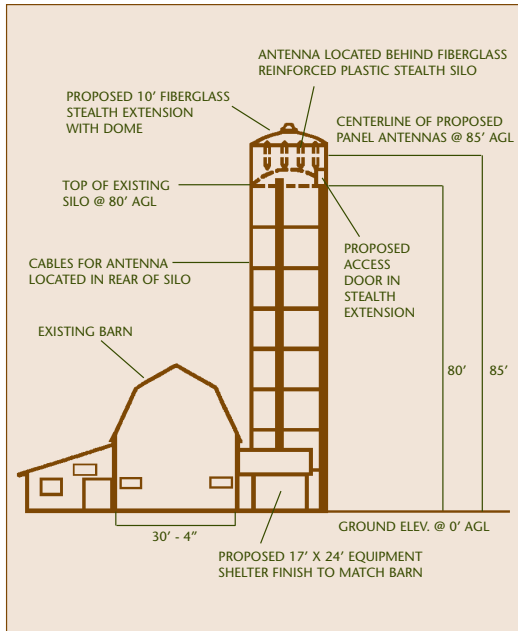 ANTENNA LOCATED BEHIND FIBERGLASS
REINFORCED PLASTIC STEALTH SILO
PROPOSED 10’ FIBERGLASS
STEALTH EXTENSION
WITH DOME
CENTERLINE OF PROPOSED
PANEL ANTENNAS @ 85’ AGL
TOP OF EXISTING
SILO @ 80’ AGL
CABLES FOR ANTENNA
LOCATED IN REAR OF SILO
PROPOSED
ACCESS
DOOR IN
STEALTH
EXTENSION
EXISTING BARN
80’
85’
30’ - 4”
GROUND ELEV. @ 0’ AGL
PROPOSED 17’ X 24’ EQUIPMENT
SHELTER FINISH TO MATCH BARN